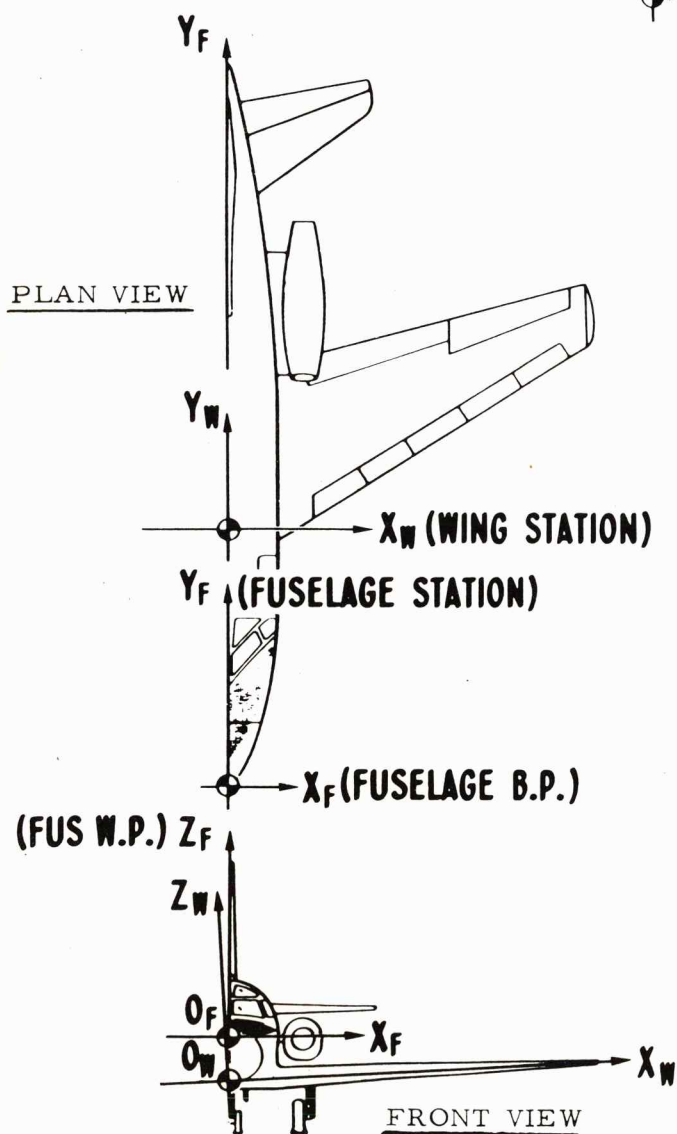 Y_F
PLAN VIEW
Y_W
X_W (WING STATION)
Y_F (FUSELAGE STATION)
X_F (FUSELAGE B.P.)
(FUS W.P.) Z_F
Z_W
O_F
X_F
O_W
X_W
FRONT VIEW